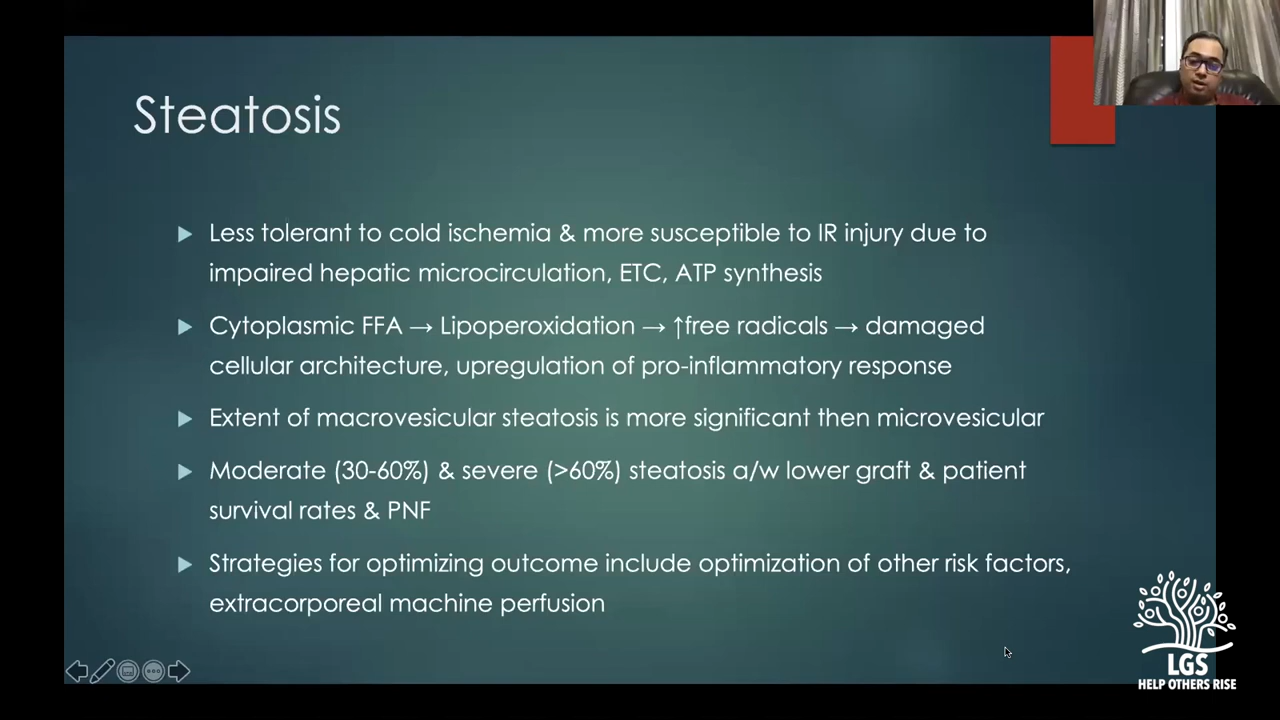 Steatosis
Less tolerant to cold ischemia & more susceptible to IR injury due to
impaired hepatic microcirculation, ETC, ATP synthesis
Cytoplasmic FFA → Lipoperoxidation → ↑free radicals → damaged
cellular architecture, upregulation of pro-inflammatory response
Extent of macrovesicular steatosis is more significant then microvesicular
Moderate (30-60%) & severe (>60%) steatosis a/w lower graft & patient
survival rates & PNF
Strategies for optimizing outcome include optimization of other risk factors,
extracorporeal machine perfusion
LGS
HELP OTHERS RISE